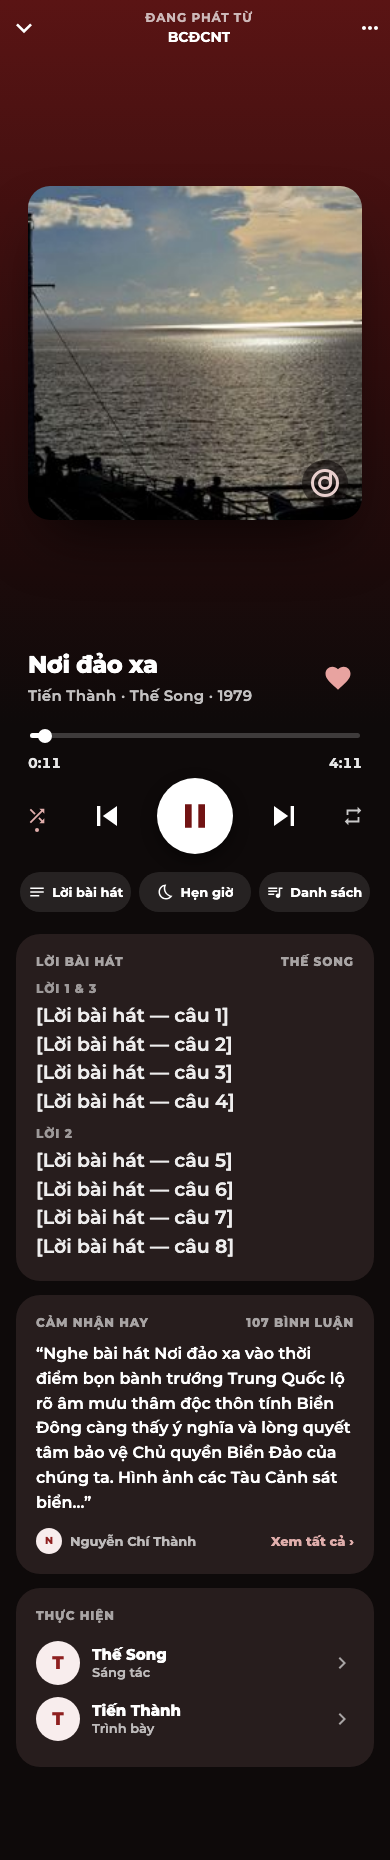 ĐANG PHÁT TỪ
BCĐCNT
Nơi đảo xa
Tiến Thành · Thế Song · 1979
0:11 4:11
Lời bài hát Hẹn giờ Danh sách
LỜI BÀI HÁT THẾ SONG
LỜI 1 & 3
[Lời bài hát — câu 1]
[Lời bài hát — câu 2]
[Lời bài hát — câu 3]
[Lời bài hát — câu 4]
LỜI 2
[Lời bài hát — câu 5]
[Lời bài hát — câu 6]
[Lời bài hát — câu 7]
[Lời bài hát — câu 8]
CẢM NHẬN HAY 107 BÌNH LUẬN
“Nghe bài hát Nơi đảo xa vào thời
điểm bọn bành trướng Trung Quốc lộ
rõ âm mưu thâm độc thôn tính Biển
Đông càng thấy ý nghĩa và lòng quyết
tâm bảo vệ Chủ quyền Biển Đảo của
chúng ta. Hình ảnh các Tàu Cảnh sát
biển...”
N Nguyễn Chí Thành Xem tất cả ›
THỰC HIỆN
T Thế Song
Sáng tác
T Tiến Thành
Trình bày